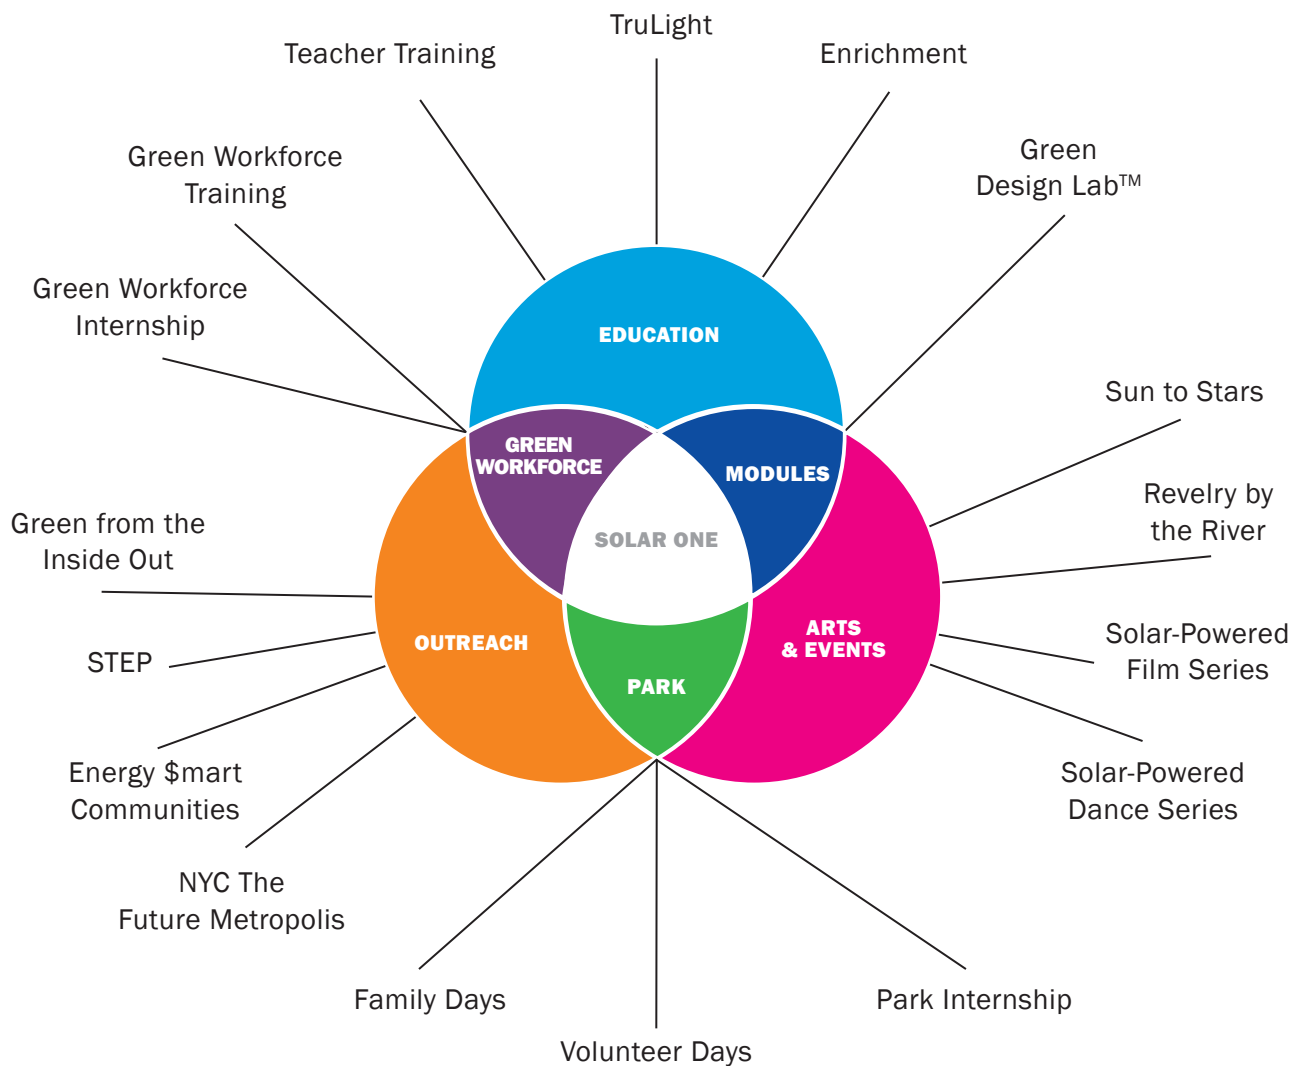 TruLight
Teacher Training
Enrichment
Green Workforce
Training
Green
Design Lab™
Green Workforce
Internship
EDUCATION
Sun to Stars
GREEN
WORKFORCE
MODULES
Revelry by
the River
Green from the
Inside Out
SOLAR ONE
OUTREACH
ARTS
& EVENTS
Solar-Powered
Film Series
STEP
PARK
Energy $mart
Communities
Solar-Powered
Dance Series
NYC The
Future Metropolis
Family Days
Park Internship
Volunteer Days